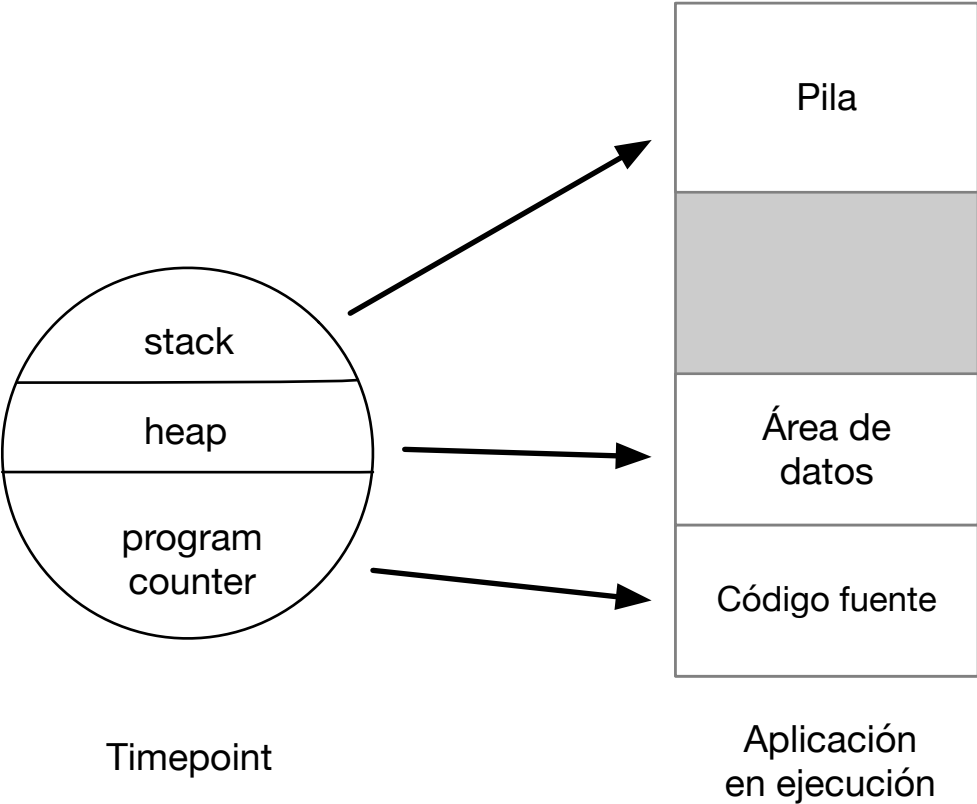 stack
heap
program
counter
Timepoint
Pila
Área de
datos
Código fuente
Aplicación
en ejecución